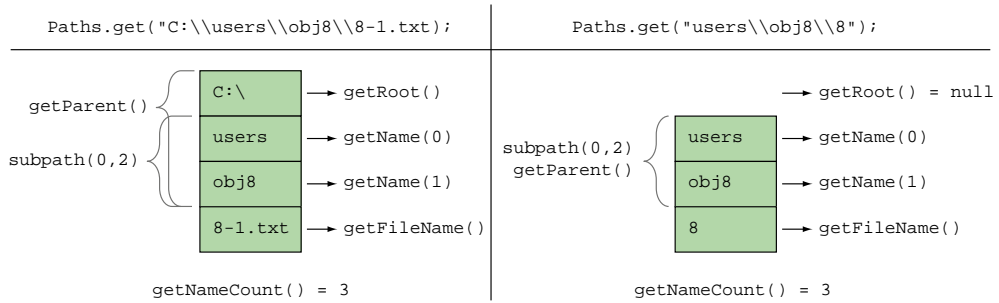 Paths.get("C:\\users\\obj8\\8-1.txt);
C:\
getRoot()
getParent()
users
getName(0)
subpath(0,2)
obj8
getName(1)
8-1.txt
getFileName()
getNameCount() = 3
Paths.get("users\\obj8\\8");
getRoot() = null
users
getName(0)
subpath(0,2)
getParent()
obj8
getName(1)
8
getFileName()
getNameCount() = 3